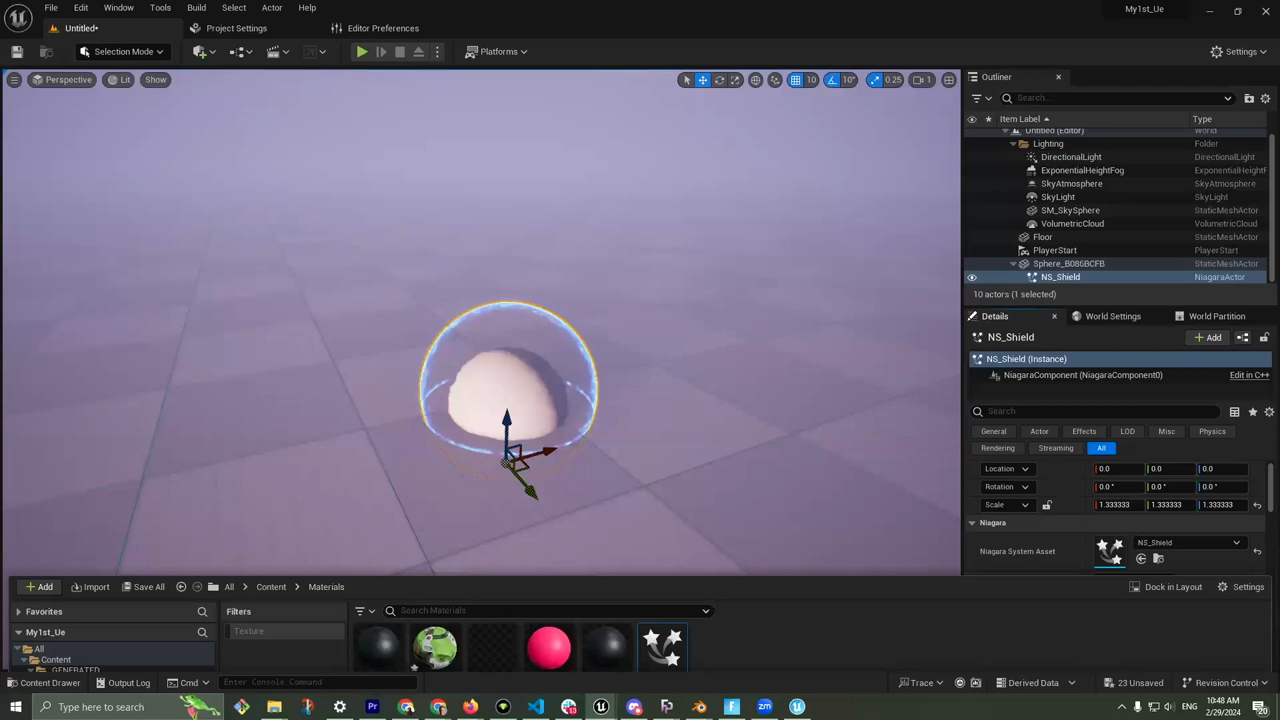 File Edit Window Tools Build Select Actor Help
My1st_Ue
Untitled•
Project Settings
Editor Preferences
Selection Mode
Platforms
Settings
Perspective
Lit
Show
10
10°
0.25
1
Outliner
Search...
Item Label
Type
Untitled (Editor)
World
Lighting
Folder
DirectionalLight
DirectionalLight
ExponentialHeightFog
ExponentialHeightF
SkyAtmosphere
SkyAtmosphere
SkyLight
SkyLight
SM_SkySphere
StaticMeshActor
VolumetricCloud
VolumetricCloud
Floor
StaticMeshActor
PlayerStart
PlayerStart
Sphere_B086BCFB
StaticMeshActor
NS_Shield
NiagaraActor
10 actors (1 selected)
Details
World Settings
World Partition
NS_Shield
Add
NS_Shield (Instance)
NiagaraComponent (NiagaraComponent0)
Edit in C++
Search
General
Actor
Effects
LOD
Misc
Physics
Rendering
Streaming
All
Location 0.0 0.0 0.0
Rotation 0.0 ° 0.0 ° 0.0 °
Scale 1.333333 1.333333 1.333333
Niagara
Niagara System Asset
NS_Shield
Add
Import
Save All
All
Content
Materials
Dock in Layout
Settings
Favorites
Filters
Search Materials
My1st_Ue
Texture
All
Content
GENERATED
Content Drawer
Output Log
Cmd
Enter Console Command
Trace
Derived Data
23 Unsaved
Revision Control
Type here to search
10:48 AM
2/29/2024